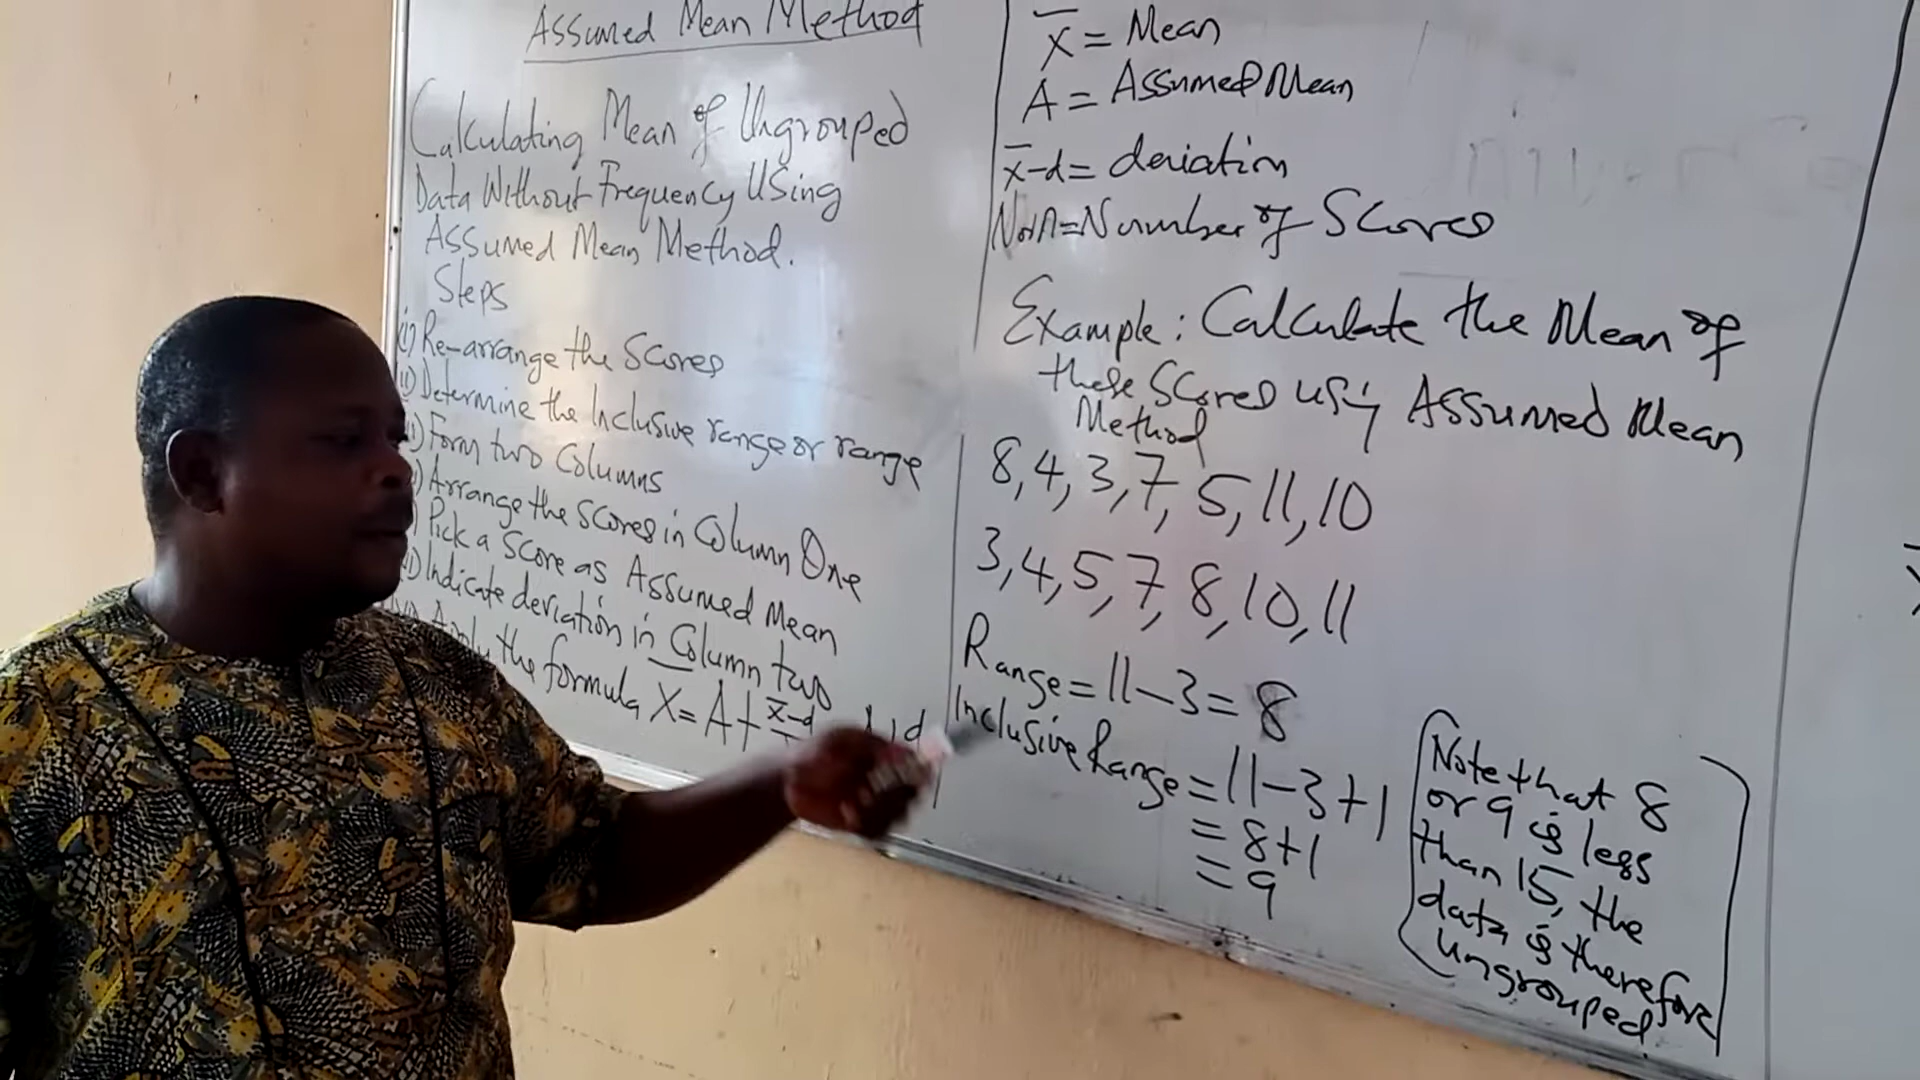 Assumed Mean Method
Calculating Mean of Ungrouped
Data Without Frequency Using
Assumed Mean Method.
Steps
(i) Re-arrange the Scores
(ii) Determine the Inclusive range or range
) Form two Columns
) Arrange the Scores in Column One
) Pick a Score as Assumed Mean
) Indicate deviation in Column two
the formula X = A + x̄-d
x̄ = Mean
A = Assumed Mean
x̄-d = deviation
N or n = Number of Scores
Example: Calculate the Mean of
these Scores using Assumed Mean
Method
8, 4, 3, 7, 5, 11, 10
3, 4, 5, 7, 8, 10, 11
Range = 11-3 = 8
Inclusive Range = 11-3+1
= 8+1
= 9
Note that 8
or 9 is less
than 15, the
data is therefore
ungrouped.